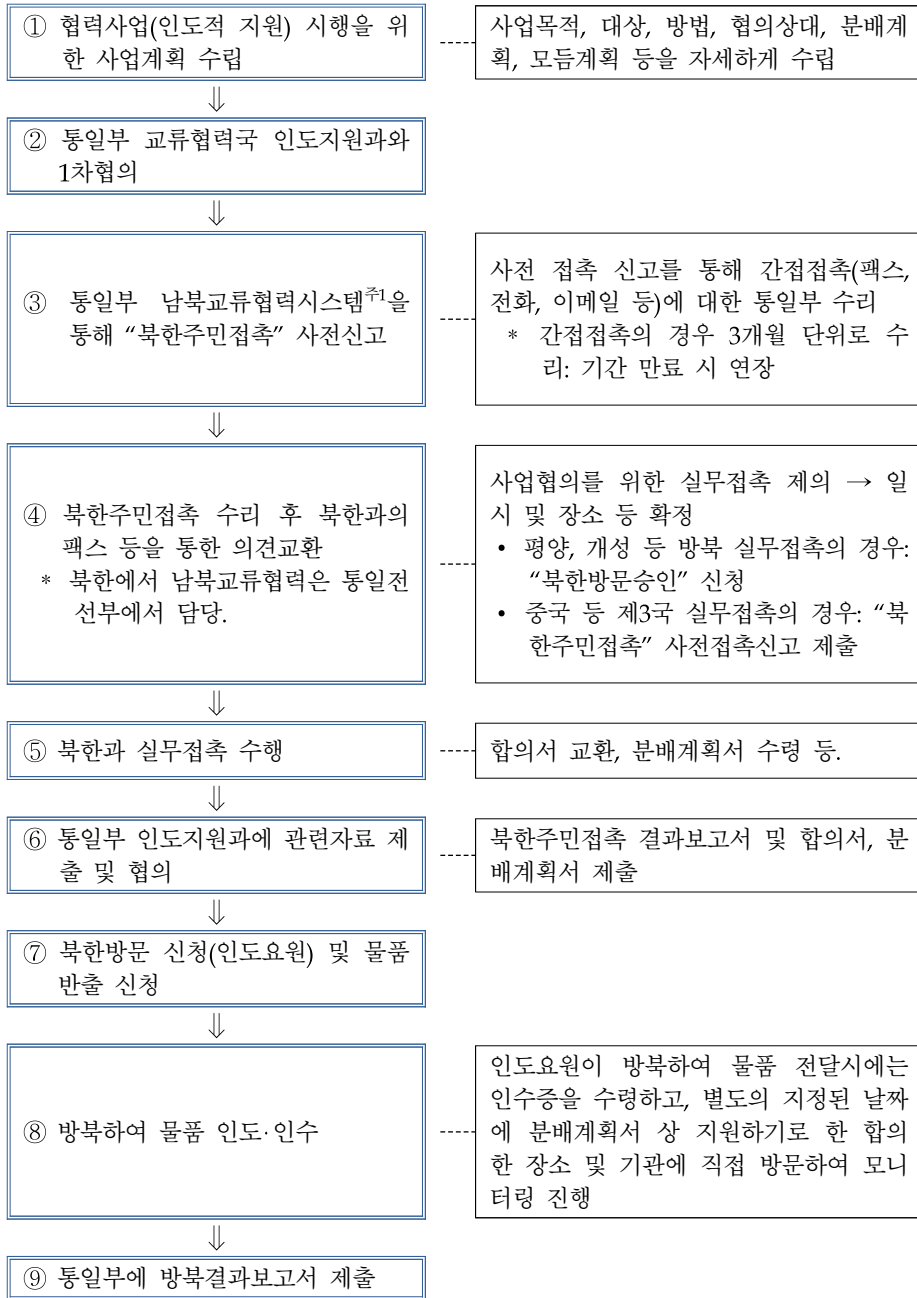 ① 협력사업(인도적 지원) 시행을 위
한 사업계획 수립
사업목적, 대상, 방법, 협의상대, 분배계
획, 모듬계획 등을 자세하게 수립
⇓
② 통일부 교류협력국 인도지원과와
1차협의
⇓
③ 통일부 남북교류협력시스템주1을
통해 “북한주민접촉” 사전신고
사전 접촉 신고를 통해 간접접촉(팩스,
전화, 이메일 등)에 대한 통일부 수리
* 간접접촉의 경우 3개월 단위로 수
리: 기간 만료 시 연장
⇓
④ 북한주민접촉 수리 후 북한과의
팩스 등을 통한 의견교환
* 북한에서 남북교류협력은 통일전
선부에서 담당.
사업협의를 위한 실무접촉 제의 → 일
시 및 장소 등 확정
• 평양, 개성 등 방북 실무접촉의 경우:
“북한방문승인” 신청
• 중국 등 제3국 실무접촉의 경우: “북
한주민접촉” 사전접촉신고 제출
⇓
⑤ 북한과 실무접촉 수행
합의서 교환, 분배계획서 수령 등.
⇓
⑥ 통일부 인도지원과에 관련자료 제
출 및 협의
북한주민접촉 결과보고서 및 합의서, 분
배계획서 제출
⇓
⑦ 북한방문 신청(인도요원) 및 물품
반출 신청
⇓
⑧ 방북하여 물품 인도·인수
인도요원이 방북하여 물품 전달시에는
인수증을 수령하고, 별도의 지정된 날짜
에 분배계획서 상 지원하기로 한 합의
한 장소 및 기관에 직접 방문하여 모니
터링 진행
⇓
⑨ 통일부에 방북결과보고서 제출